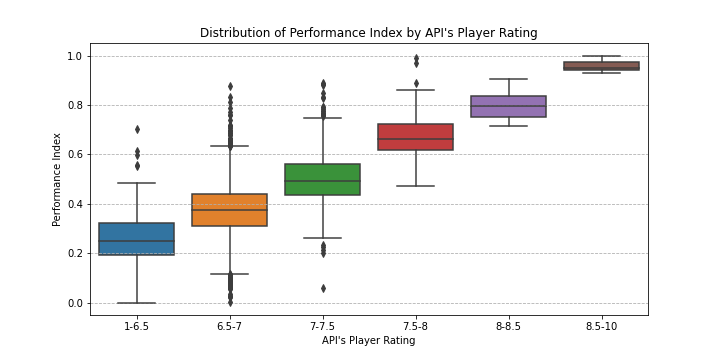 Distribution of Performance Index by API's Player Rating
Performance Index
1.0
0.8
0.6
0.4
0.2
0.0
1-6.5 6.5-7 7-7.5 7.5-8 8-8.5 8.5-10
API's Player Rating